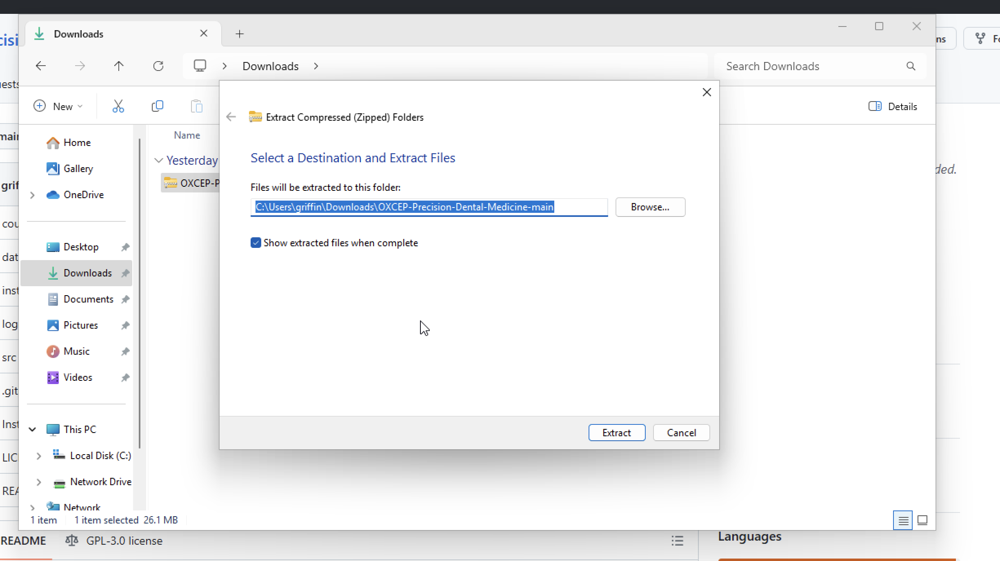 Downloads
Downloads
Search Downloads
New
Details
Extract Compressed (Zipped) Folders
Select a Destination and Extract Files
Files will be extracted to this folder:
C:\Users\griffin\Downloads\OXCEP-Precision-Dental-Medicine-main
Browse...
Show extracted files when complete
Extract
Cancel
Name
Yesterday
OXCEP-P
Home
Gallery
OneDrive
Desktop
Downloads
Documents
Pictures
Music
Videos
This PC
Local Disk (C:)
Network Drive
Network
1 item
1 item selected 26.1 MB
README
GPL-3.0 license
Languages
cisi
ests
grif
cou
dat
inst
log
src
.git
Inst
LIC
REA
ns
ded.